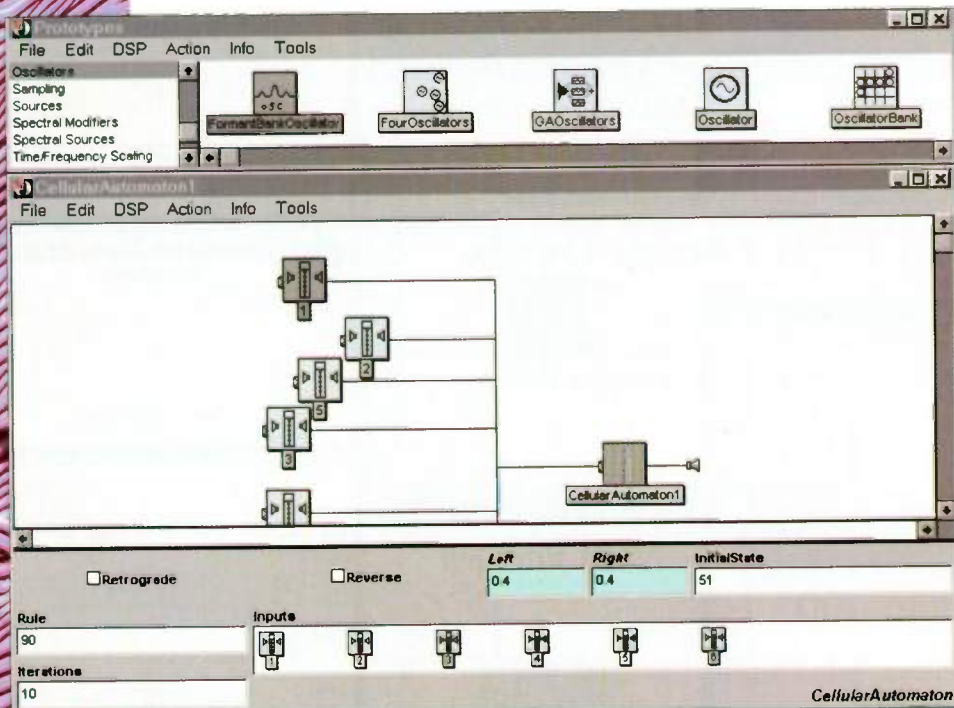 Prototypes
File Edit DSP Action Info Tools
Oscillators
Sampling
Sources
Spectral Modifiers
Spectral Sources
Time/Frequency Scaling
osc
FormantBankOscillator
FourOscillators
GAOscillators
Oscillator
OscillatorBank
CellularAutomaton1
File Edit DSP Action Info Tools
1
2
5
3
CellularAutomaton1
Retrograde
Reverse
Left
Right
InitialState
0.4
0.4
51
Rule
Inputs
90
1 2 3 4 5 6
Iterations
10
CellularAutomaton